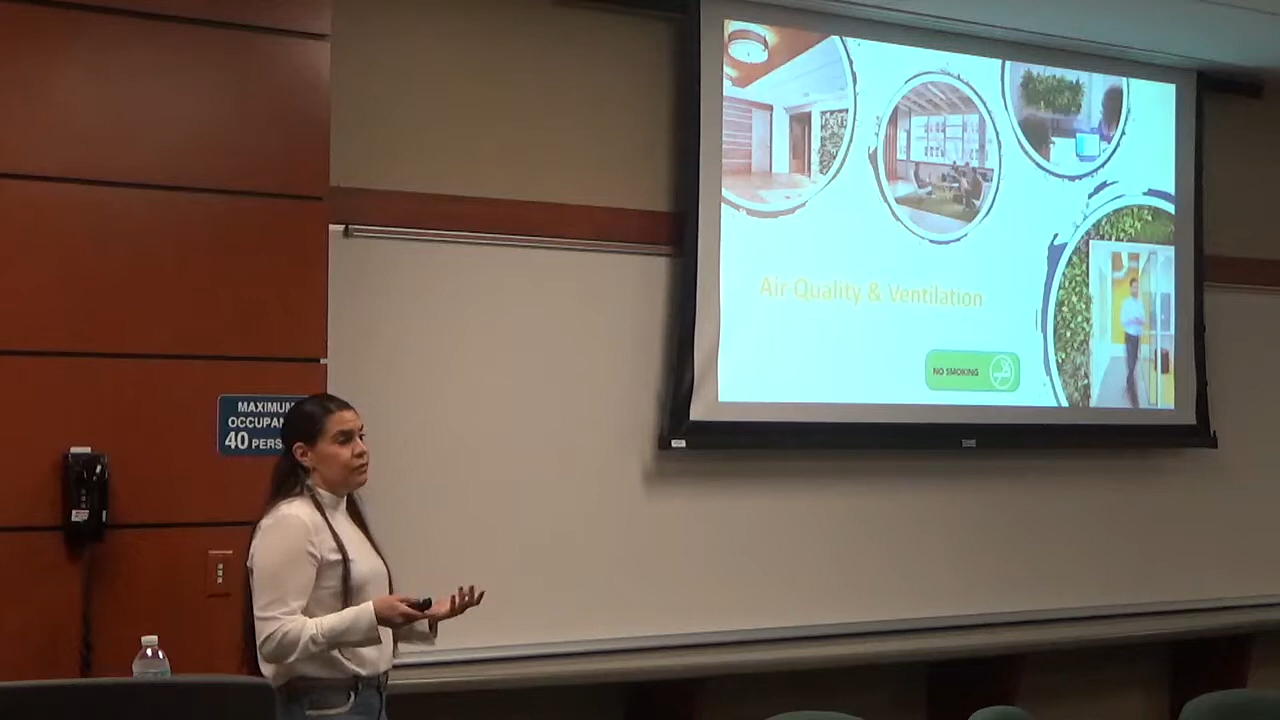 Air Quality & Ventilation
NO SMOKING
MAXIMUM
OCCUPAN
40 PERS